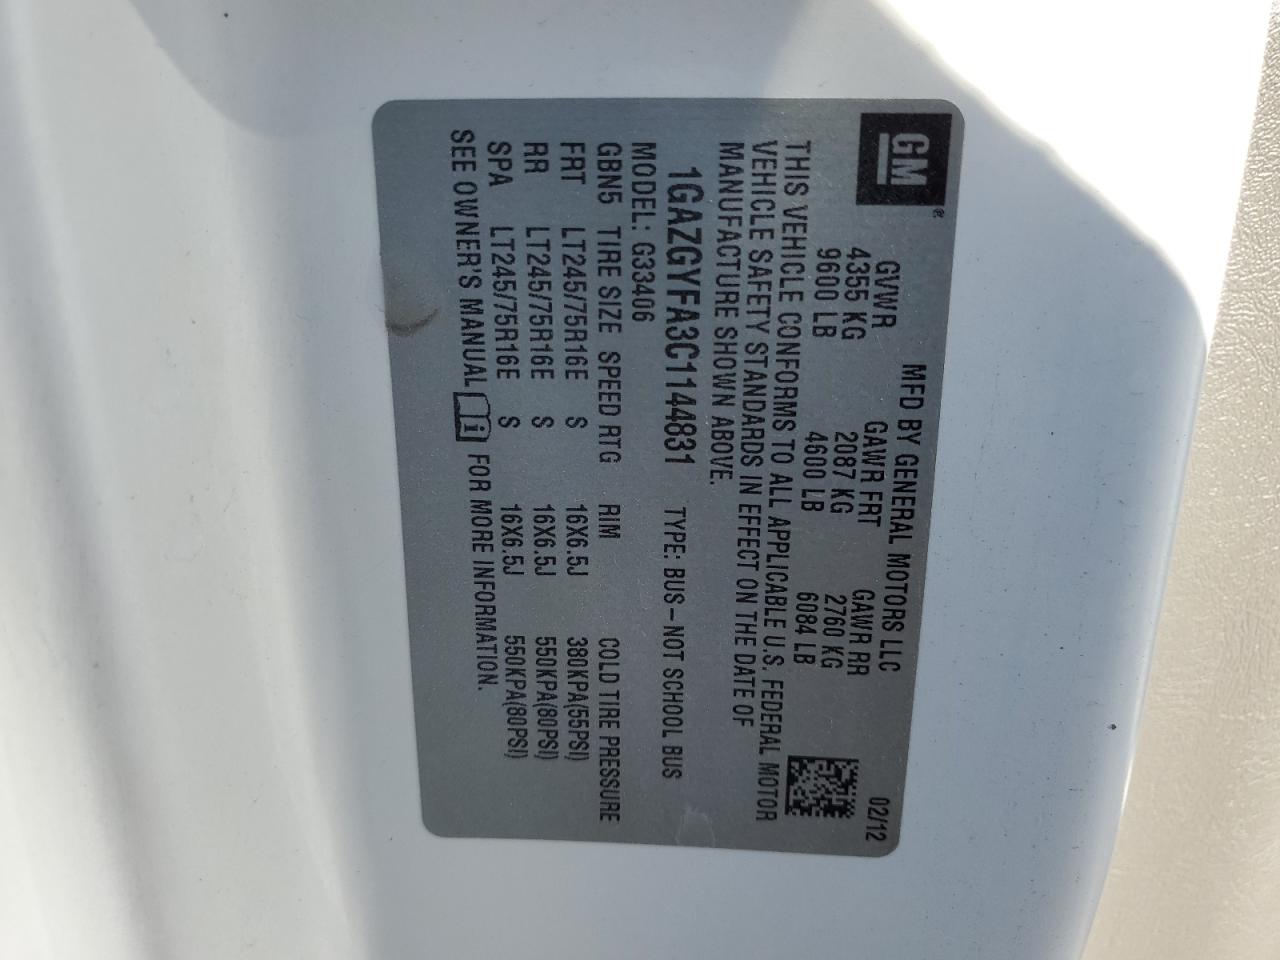 GM® MFD BY GENERAL MOTORS LLC 02/12
GVWR GAWR FRT GAWR RR
4355 KG 2087 KG 2760 KG
9600 LB 4600 LB 6084 LB
THIS VEHICLE CONFORMS TO ALL APPLICABLE U.S. FEDERAL MOTOR
VEHICLE SAFETY STANDARDS IN EFFECT ON THE DATE OF
MANUFACTURE SHOWN ABOVE.
1GAZGYFA3C1144831 TYPE: BUS-NOT SCHOOL BUS
MODEL: G33406
GBN5 TIRE SIZE SPEED RTG RIM COLD TIRE PRESSURE
FRT LT245/75R16E S 16X6.5J 380KPA(55PSI)
RR LT245/75R16E S 16X6.5J 550KPA(80PSI)
SPA LT245/75R16E S 16X6.5J 550KPA(80PSI)
SEE OWNER'S MANUAL i FOR MORE INFORMATION.